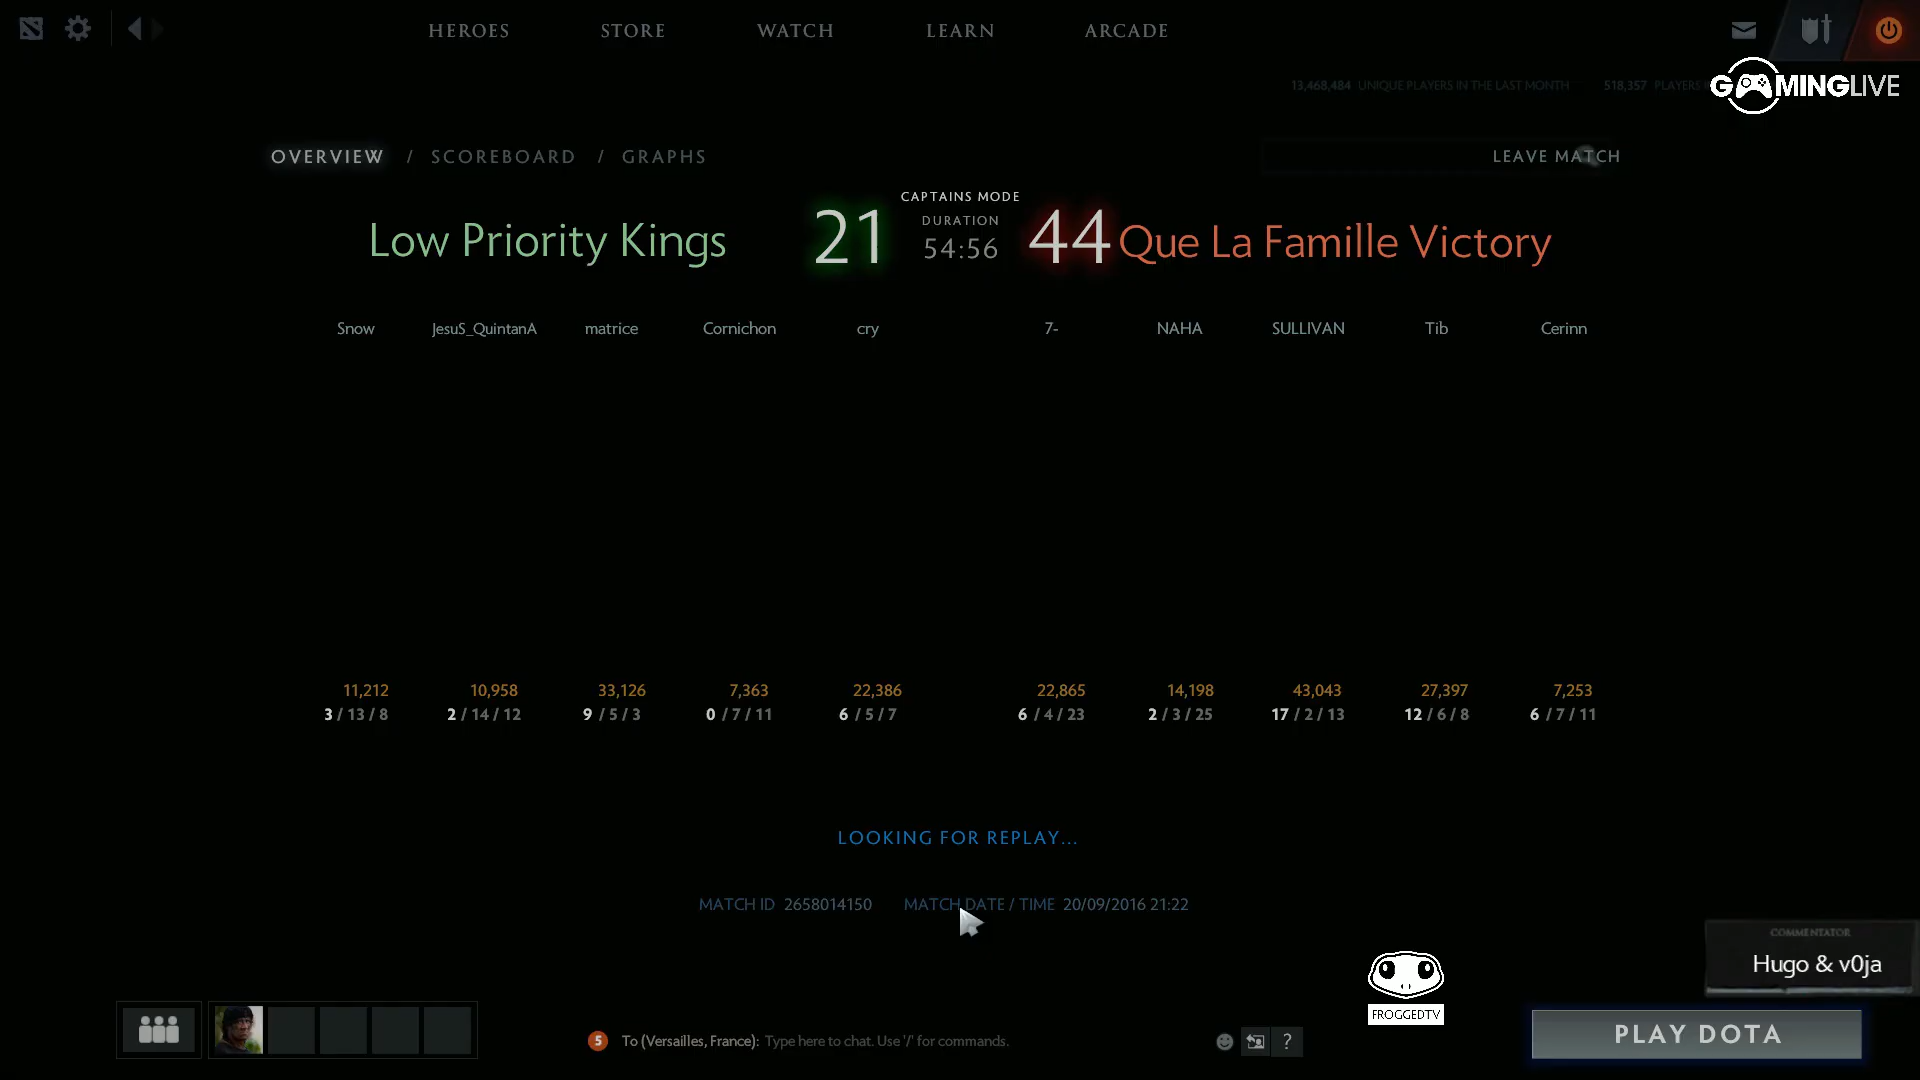 HEROES STORE WATCH LEARN ARCADE
13,468,484 UNIQUE PLAYERS IN THE LAST MONTH 518,357 PLAYERS
GAMINGLIVE
OVERVIEW / SCOREBOARD / GRAPHS
LEAVE MATCH
CAPTAINS MODE
Low Priority Kings 21 DURATION 54:56 44 Que La Famille Victory
Snow JesuS_QuintanA matrice Cornichon cry 7- NAHA SULLIVAN Tib Cerinn
11,212 10,958 33,126 7,363 22,386 22,865 14,198 43,043 27,397 7,253
3 / 13 / 8 2 / 14 / 12 9 / 5 / 3 0 / 7 / 11 6 / 5 / 7 6 / 4 / 23 2 / 3 / 25 17 / 2 / 13 12 / 6 / 8 6 / 7 / 11
LOOKING FOR REPLAY...
MATCH ID 2658014150 MATCH DATE / TIME 20/09/2016 21:22
COMMENTATOR
Hugo & v0ja
FROGGEDTV
5 To (Versailles, France): Type here to chat. Use '/' for commands. ?
PLAY DOTA